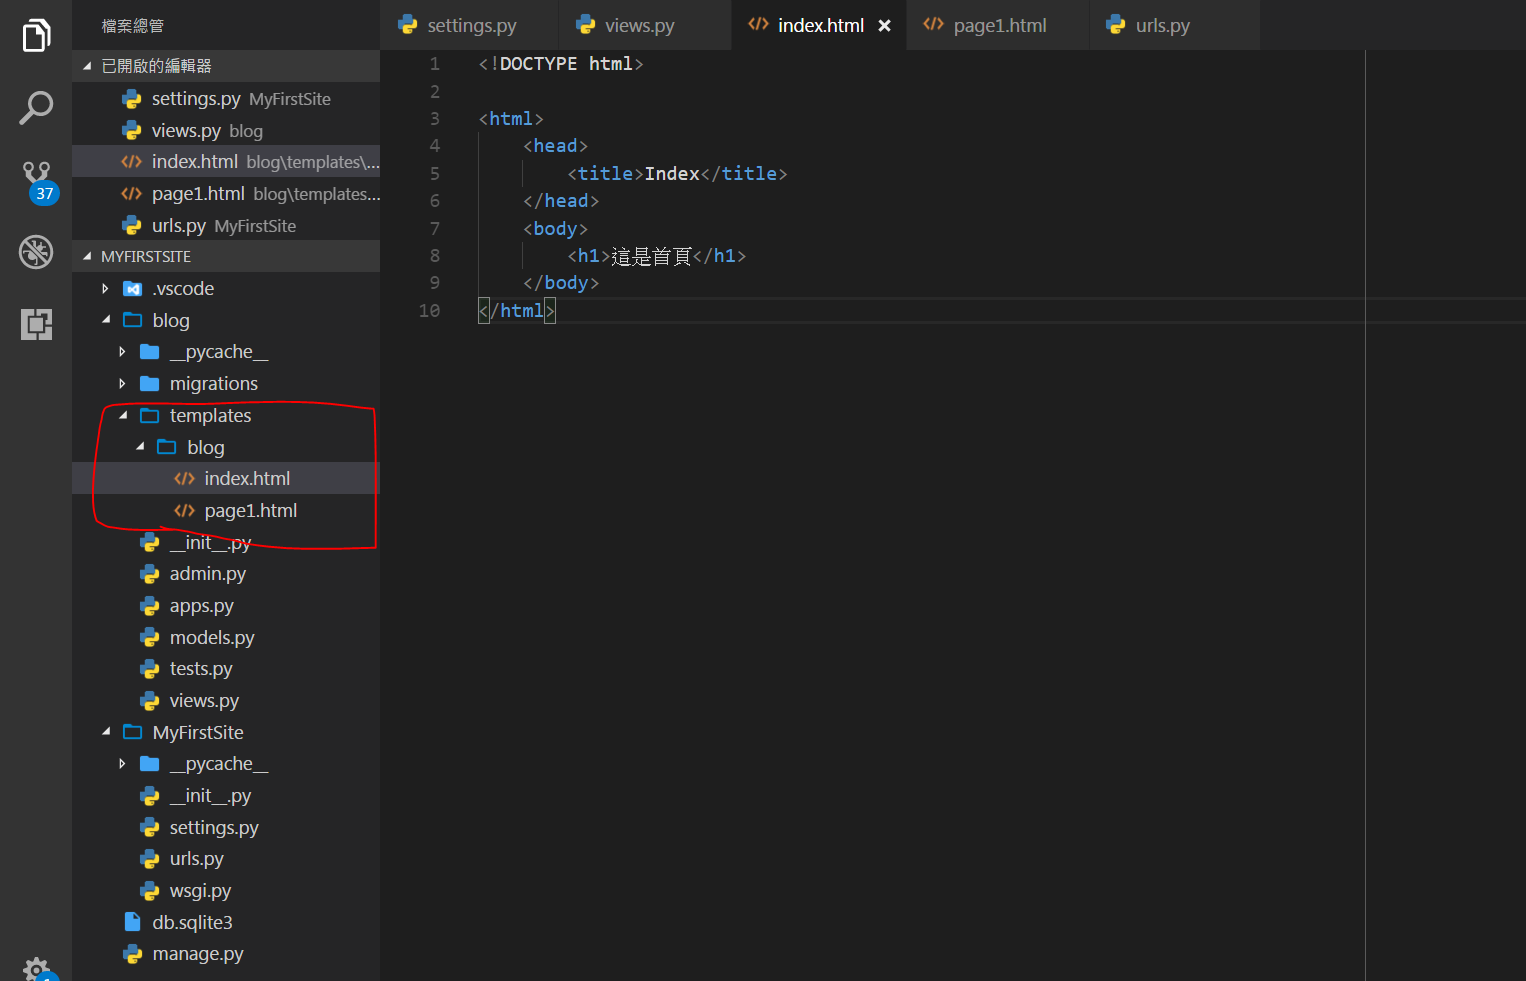 檔案總管
已開啟的編輯器
settings.py MyFirstSite
views.py blog
index.html blog\templates\...
page1.html blog\templates...
urls.py MyFirstSite
MYFIRSTSITE
.vscode
blog
__pycache__
migrations
templates
blog
index.html
page1.html
__init__.py
admin.py
apps.py
models.py
tests.py
views.py
MyFirstSite
__pycache__
__init__.py
settings.py
urls.py
wsgi.py
db.sqlite3
manage.py
37
settings.py views.py index.html page1.html urls.py
1 <!DOCTYPE html>
2
3 <html>
4 <head>
5 <title>Index</title>
6 </head>
7 <body>
8 <h1>這是首頁</h1>
9 </body>
10 </html>